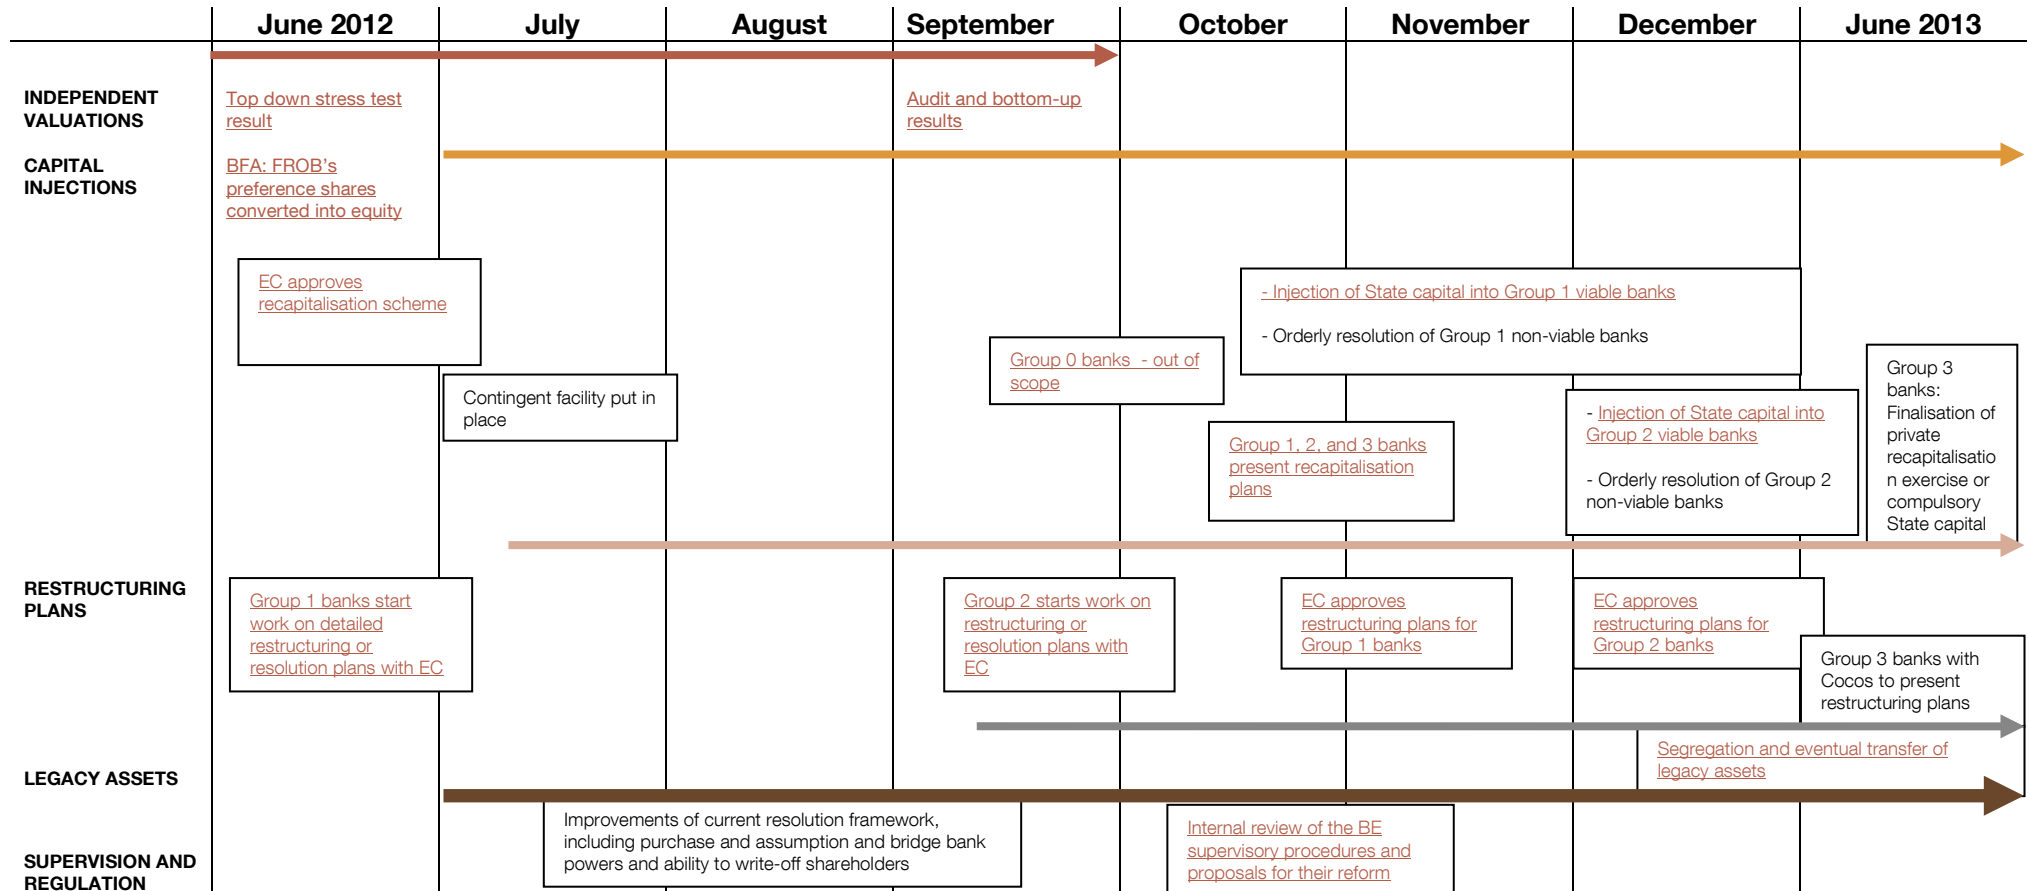 June 2012
July
August
September
October
November
December
June 2013
INDEPENDENT
VALUATIONS
Top down stress test
result
Audit and bottom-up
results
CAPITAL
INJECTIONS
BFA: FROB's
preference shares
converted into equity
EC approves
recapitalisation scheme
Contingent facility put in
place
Group 0 banks - out of
scope
- Injection of State capital into Group 1 viable banks
- Orderly resolution of Group 1 non-viable banks
Group 1, 2, and 3 banks
present recapitalisation
plans
- Injection of State capital into
Group 2 viable banks
- Orderly resolution of Group 2
non-viable banks
Group 3
banks:
Finalisation of
private
recapitalisatio
n exercise or
compulsory
State capital
RESTRUCTURING
PLANS
Group 1 banks start
work on detailed
restructuring or
resolution plans with EC
Group 2 starts work on
restructuring or
resolution plans with
EC
EC approves
restructuring plans for
Group 1 banks
EC approves
restructuring plans for
Group 2 banks
Group 3 banks with
Cocos to present
restructuring plans
LEGACY ASSETS
Segregation and eventual transfer of
legacy assets
SUPERVISION AND
REGULATION
Improvements of current resolution framework,
including purchase and assumption and bridge bank
powers and ability to write-off shareholders
Internal review of the BE
supervisory procedures and
proposals for their reform